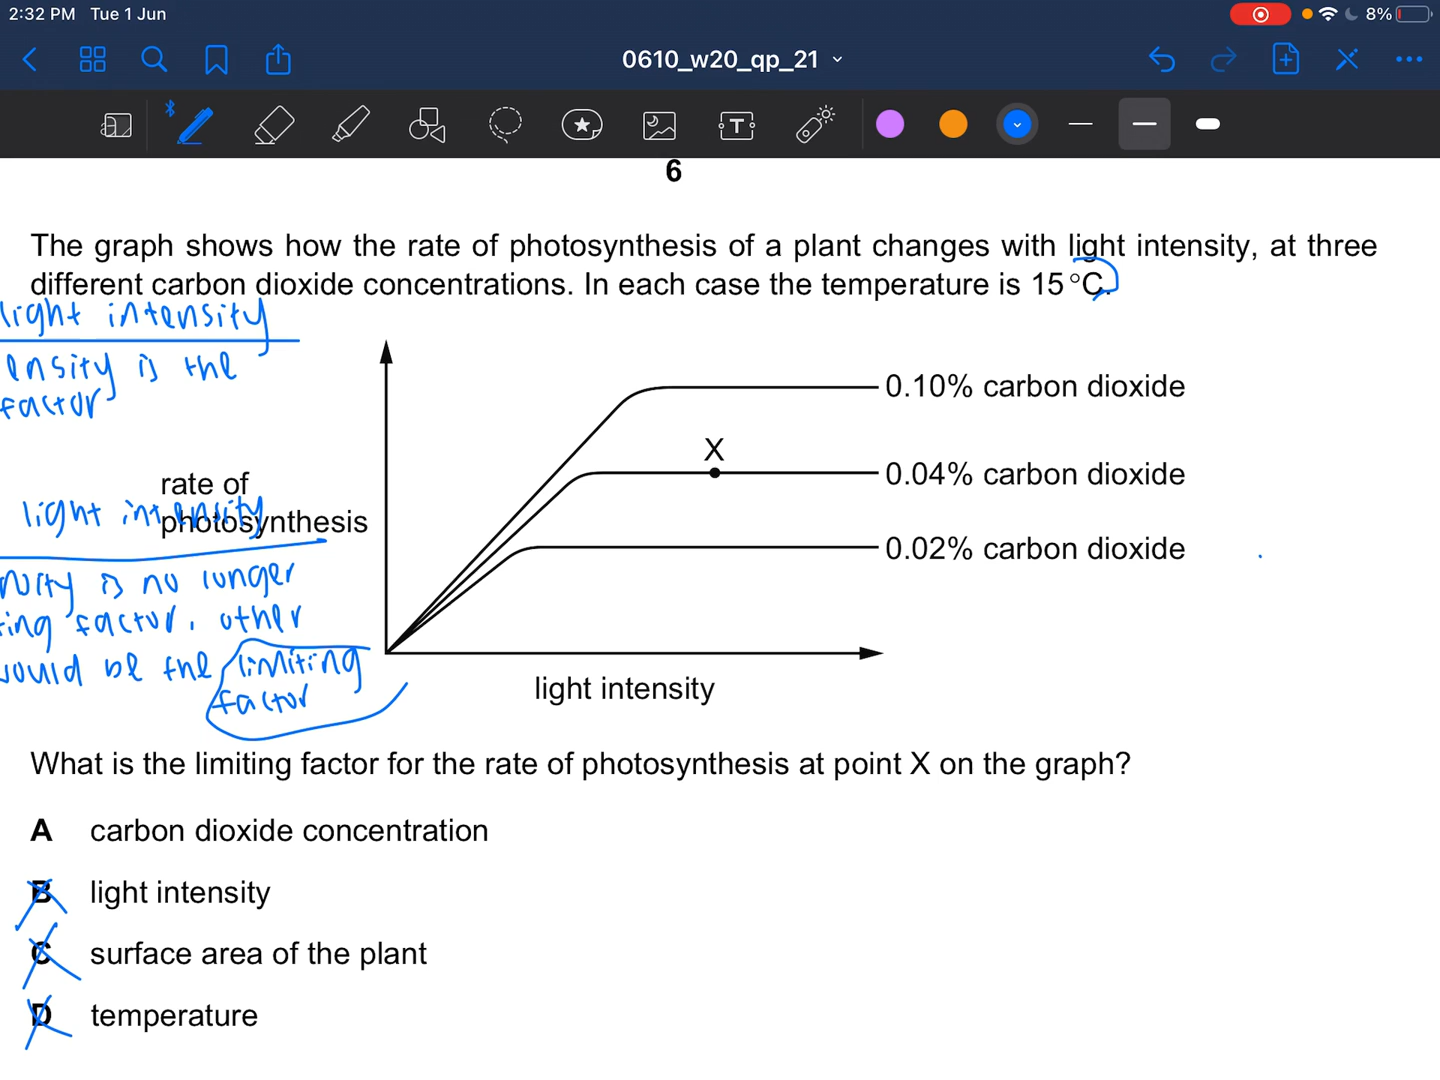 2:32 PM Tue 1 Jun
8%
0610_w20_qp_21
6
The graph shows how the rate of photosynthesis of a plant changes with light intensity, at three
different carbon dioxide concentrations. In each case the temperature is 15 °C.
light intensity
ensity is the
factor
0.10% carbon dioxide
X
0.04% carbon dioxide
rate of
photosynthesis
light intensity
0.02% carbon dioxide
is no longer
ting factor, other
would be the limiting
factor
light intensity
What is the limiting factor for the rate of photosynthesis at point X on the graph?
A carbon dioxide concentration
B light intensity
C surface area of the plant
D temperature